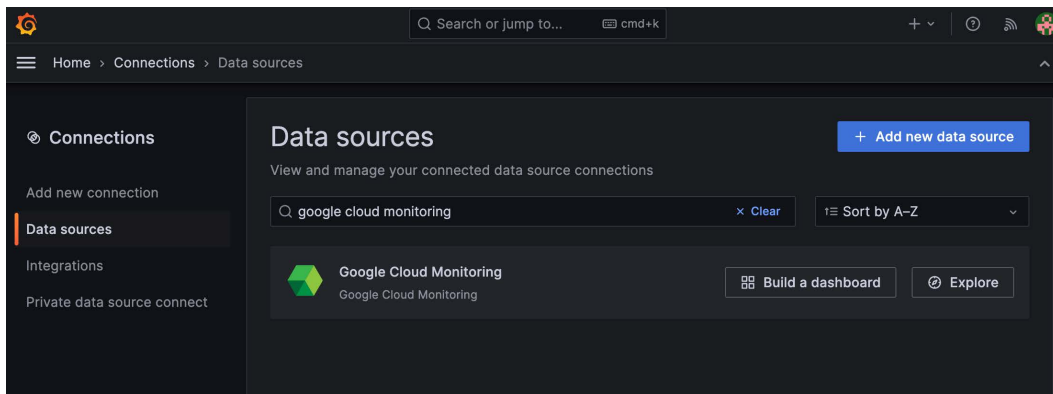 Search or jump to... cmd+k
Home › Connections › Data sources
Connections
Add new connection
Data sources
Integrations
Private data source connect
Data sources
+ Add new data source
View and manage your connected data source connections
google cloud monitoring
× Clear
Sort by A–Z
Google Cloud Monitoring
Google Cloud Monitoring
Build a dashboard
Explore